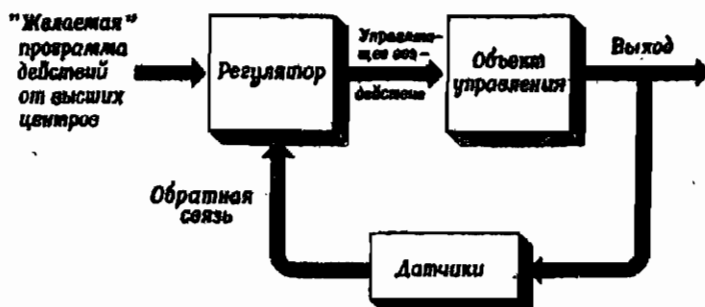 "Желаемая"
программа
действий
от высших
центров
Регулятор
Управляю-
щее воз-
действие
Объект
управления
Выход
Обратная
связь
Датчики